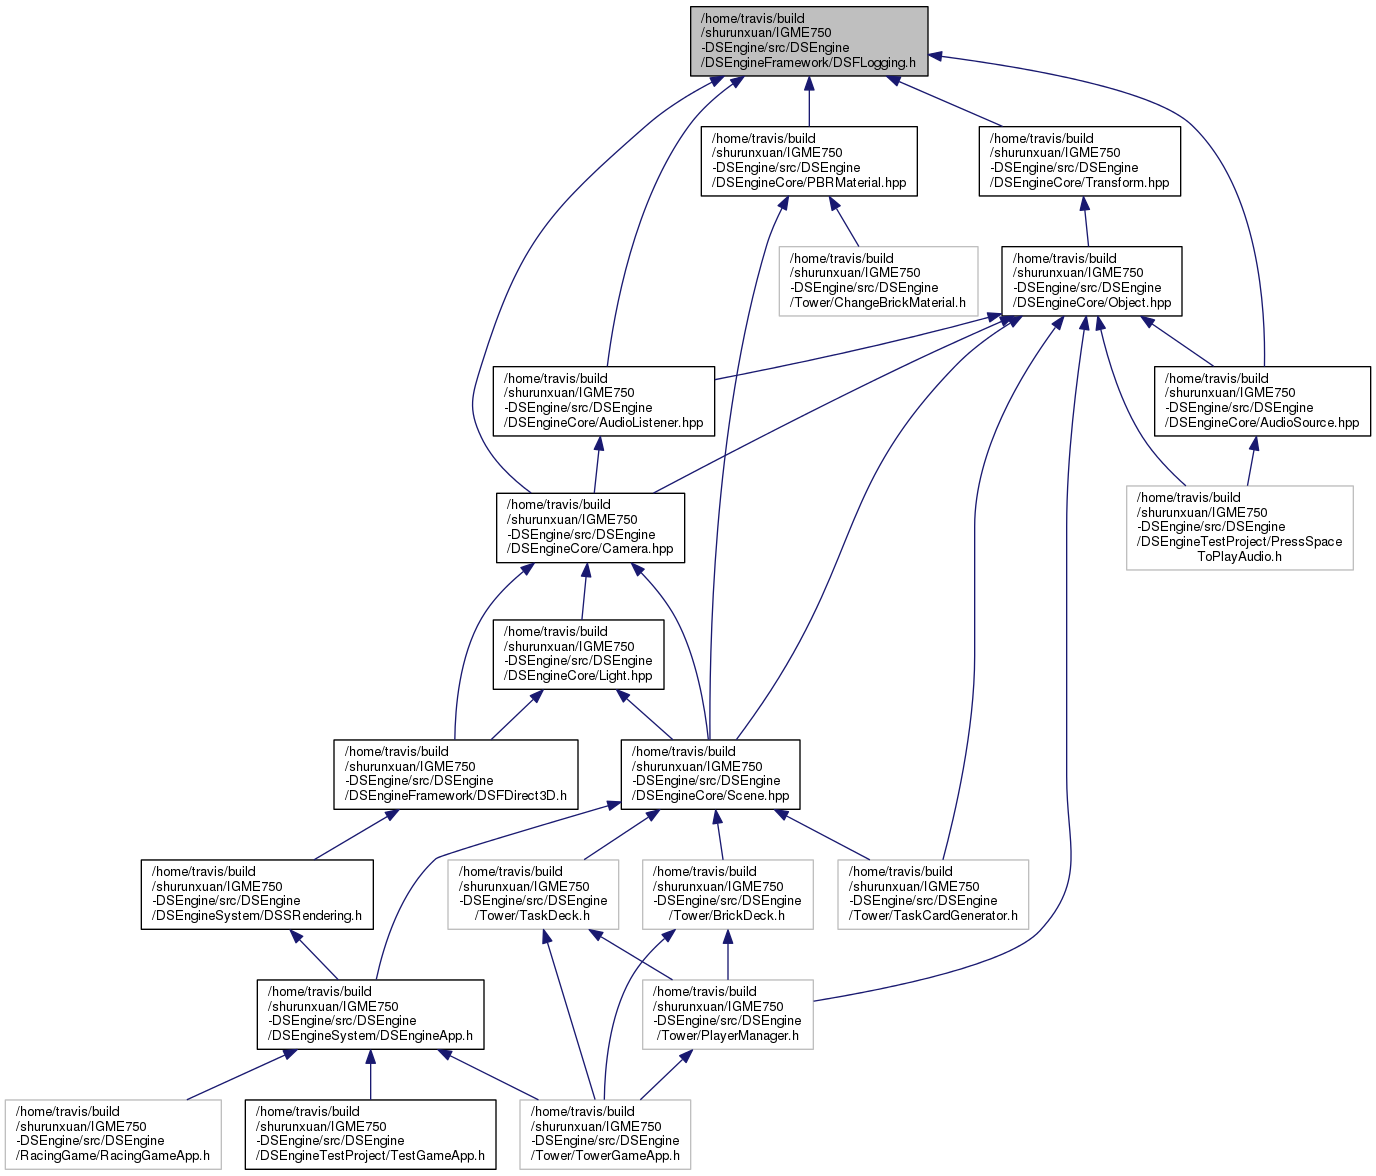 /home/travis/build
/shurunxuan/IGME750
-DSEngine/src/DSEngine
/DSEngineFramework/DSFLogging.h
/home/travis/build
/shurunxuan/IGME750
-DSEngine/src/DSEngine
/DSEngineCore/PBRMaterial.hpp
/home/travis/build
/shurunxuan/IGME750
-DSEngine/src/DSEngine
/DSEngineCore/Transform.hpp
/home/travis/build
/shurunxuan/IGME750
-DSEngine/src/DSEngine
/Tower/ChangeBrickMaterial.h
/home/travis/build
/shurunxuan/IGME750
-DSEngine/src/DSEngine
/DSEngineCore/Object.hpp
/home/travis/build
/shurunxuan/IGME750
-DSEngine/src/DSEngine
/DSEngineCore/AudioListener.hpp
/home/travis/build
/shurunxuan/IGME750
-DSEngine/src/DSEngine
/DSEngineCore/AudioSource.hpp
/home/travis/build
/shurunxuan/IGME750
-DSEngine/src/DSEngine
/DSEngineCore/Camera.hpp
/home/travis/build
/shurunxuan/IGME750
-DSEngine/src/DSEngine
/DSEngineTestProject/PressSpace
ToPlayAudio.h
/home/travis/build
/shurunxuan/IGME750
-DSEngine/src/DSEngine
/DSEngineCore/Light.hpp
/home/travis/build
/shurunxuan/IGME750
-DSEngine/src/DSEngine
/DSEngineFramework/DSFDirect3D.h
/home/travis/build
/shurunxuan/IGME750
-DSEngine/src/DSEngine
/DSEngineCore/Scene.hpp
/home/travis/build
/shurunxuan/IGME750
-DSEngine/src/DSEngine
/DSEngineSystem/DSSRendering.h
/home/travis/build
/shurunxuan/IGME750
-DSEngine/src/DSEngine
/Tower/TaskDeck.h
/home/travis/build
/shurunxuan/IGME750
-DSEngine/src/DSEngine
/Tower/BrickDeck.h
/home/travis/build
/shurunxuan/IGME750
-DSEngine/src/DSEngine
/Tower/TaskCardGenerator.h
/home/travis/build
/shurunxuan/IGME750
-DSEngine/src/DSEngine
/DSEngineSystem/DSEngineApp.h
/home/travis/build
/shurunxuan/IGME750
-DSEngine/src/DSEngine
/Tower/PlayerManager.h
/home/travis/build
/shurunxuan/IGME750
-DSEngine/src/DSEngine
/RacingGame/RacingGameApp.h
/home/travis/build
/shurunxuan/IGME750
-DSEngine/src/DSEngine
/DSEngineTestProject/TestGameApp.h
/home/travis/build
/shurunxuan/IGME750
-DSEngine/src/DSEngine
/Tower/TowerGameApp.h